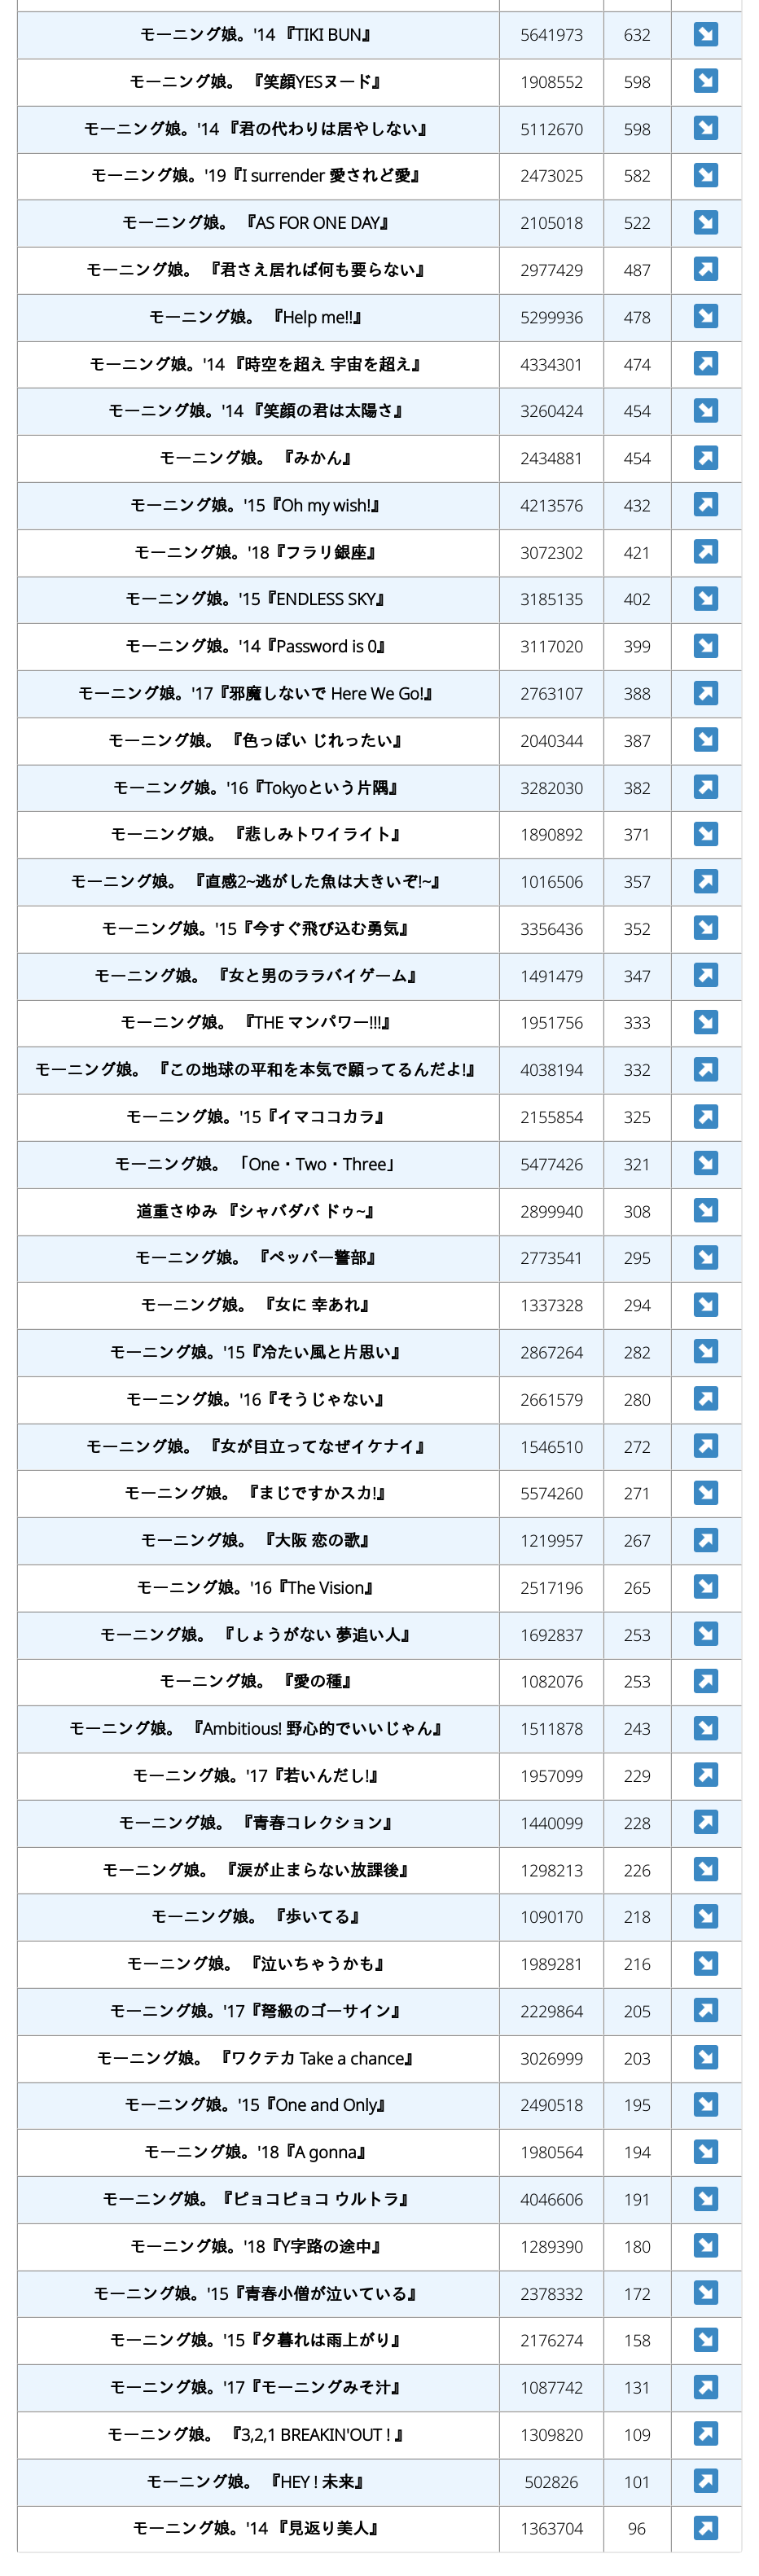 モーニング娘。'14 『TIKI BUN』 5641973 632 ↘
モーニング娘。 『笑顔YESヌード』 1908552 598 ↘
モーニング娘。'14 『君の代わりは居やしない』 5112670 598 ↘
モーニング娘。'19『I surrender 愛されど愛』 2473025 582 ↘
モーニング娘。 『AS FOR ONE DAY』 2105018 522 ↘
モーニング娘。 『君さえ居れば何も要らない』 2977429 487 ↗
モーニング娘。 『Help me!!』 5299936 478 ↘
モーニング娘。'14 『時空を超え 宇宙を超え』 4334301 474 ↗
モーニング娘。'14 『笑顔の君は太陽さ』 3260424 454 ↘
モーニング娘。 『みかん』 2434881 454 ↗
モーニング娘。'15『Oh my wish!』 4213576 432 ↗
モーニング娘。'18『フラリ銀座』 3072302 421 ↗
モーニング娘。'15『ENDLESS SKY』 3185135 402 ↘
モーニング娘。'14『Password is 0』 3117020 399 ↘
モーニング娘。'17『邪魔しないで Here We Go!』 2763107 388 ↗
モーニング娘。 『色っぽい じれったい』 2040344 387 ↘
モーニング娘。'16『Tokyoという片隅』 3282030 382 ↗
モーニング娘。 『悲しみトワイライト』 1890892 371 ↘
モーニング娘。 『直感2~逃がした魚は大きいぞ!~』 1016506 357 ↗
モーニング娘。'15『今すぐ飛び込む勇気』 3356436 352 ↘
モーニング娘。 『女と男のララバイゲーム』 1491479 347 ↗
モーニング娘。 『THE マンパワー!!!』 1951756 333 ↘
モーニング娘。 『この地球の平和を本気で願ってるんだよ!』 4038194 332 ↗
モーニング娘。'15『イマココカラ』 2155854 325 ↗
モーニング娘。 「One・Two・Three」 5477426 321 ↘
道重さゆみ 『シャバダバ ドゥ~』 2899940 308 ↘
モーニング娘。 『ペッパー警部』 2773541 295 ↘
モーニング娘。 『女に 幸あれ』 1337328 294 ↘
モーニング娘。'15『冷たい風と片思い』 2867264 282 ↘
モーニング娘。'16『そうじゃない』 2661579 280 ↗
モーニング娘。 『女が目立ってなぜイケナイ』 1546510 272 ↗
モーニング娘。 『まじですかスカ!』 5574260 271 ↘
モーニング娘。 『大阪 恋の歌』 1219957 267 ↗
モーニング娘。'16『The Vision』 2517196 265 ↘
モーニング娘。 『しょうがない 夢追い人』 1692837 253 ↘
モーニング娘。 『愛の種』 1082076 253 ↗
モーニング娘。 『Ambitious! 野心的でいいじゃん』 1511878 243 ↘
モーニング娘。'17『若いんだし!』 1957099 229 ↗
モーニング娘。 『青春コレクション』 1440099 228 ↗
モーニング娘。 『涙が止まらない放課後』 1298213 226 ↘
モーニング娘。 『歩いてる』 1090170 218 ↘
モーニング娘。 『泣いちゃうかも』 1989281 216 ↘
モーニング娘。'17『弩級のゴーサイン』 2229864 205 ↗
モーニング娘。 『ワクテカ Take a chance』 3026999 203 ↘
モーニング娘。'15『One and Only』 2490518 195 ↘
モーニング娘。'18『A gonna』 1980564 194 ↘
モーニング娘。『ピョコピョコ ウルトラ』 4046606 191 ↘
モーニング娘。'18『Y字路の途中』 1289390 180 ↘
モーニング娘。'15『青春小僧が泣いている』 2378332 172 ↘
モーニング娘。'15『夕暮れは雨上がり』 2176274 158 ↘
モーニング娘。'17『モーニングみそ汁』 1087742 131 ↗
モーニング娘。 『3,2,1 BREAKIN'OUT ! 』 1309820 109 ↗
モーニング娘。 『HEY ! 未来』 502826 101 ↗
モーニング娘。'14 『見返り美人』 1363704 96 ↗